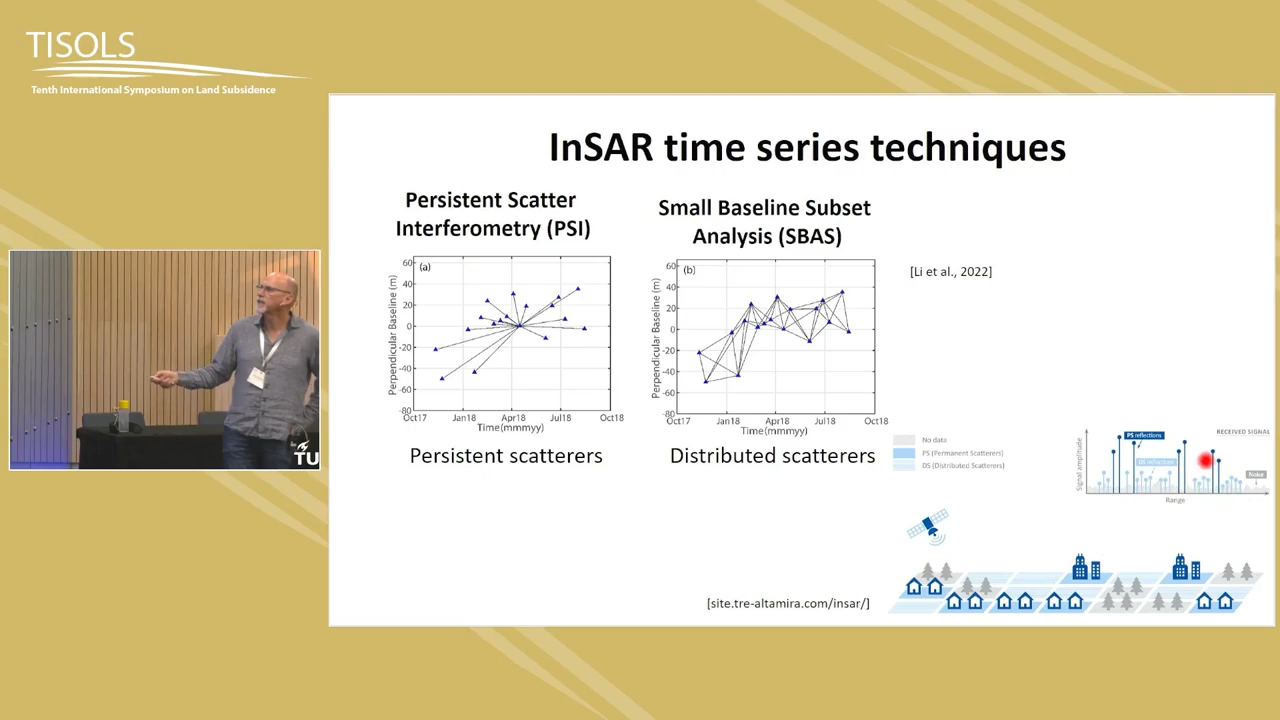 TISOLS
Tenth International Symposium on Land Subsidence
InSAR time series techniques
Persistent Scatter
Interferometry (PSI)
Small Baseline Subset
Analysis (SBAS)
[Li et al., 2022]
(a)
Perpendicular Baseline (m)
60
40
20
0
-20
-40
-60
-80
Oct17
Jan18
Apr18
Jul18
Oct18
Time(mmmyy)
(b)
Perpendicular Baseline (m)
60
40
20
0
-20
-40
-60
-80
Oct17
Jan18
Apr18
Jul18
Oct18
Time(mmmyy)
Persistent scatterers
Distributed scatterers
No data
PS (Permanent Scatterers)
DS (Distributed Scatterers)
RECEIVED SIGNAL
PS reflections
DS reflections
Noise
Signal amplitude
Range
[site.tre-altamira.com/insar/]
TU